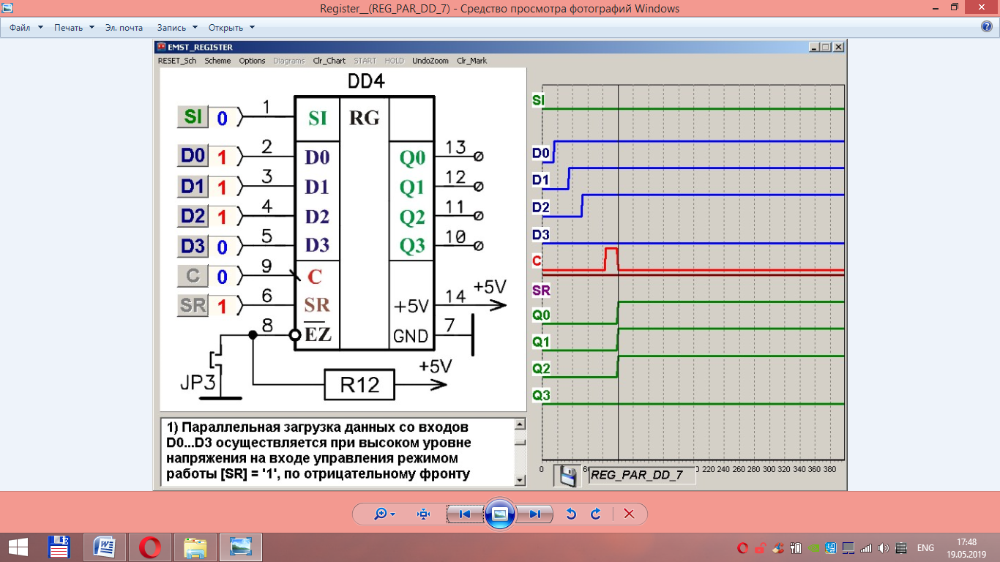 Register__(REG_PAR_DD_7) - Средство просмотра фотографий Windows
Файл Печать Эл. почта Запись Открыть
EMST_REGISTER
RESET_Sch Scheme Options Diagrams Clr_Chart START HOLD UndoZoom Clr_Mark
DD4
SI 0 1 SI RG
D0 1 2 D0 Q0 13
D1 1 3 D1 Q1 12
D2 1 4 D2 Q2 11
D3 0 5 D3 Q3 10
C 0 9 C
SR 1 6 SR +5V 14 +5V
8 EZ GND 7
JP3 R12 +5V
1) Параллельная загрузка данных со входов
D0...D3 осуществляется при высоком уровне
напряжения на входе управления режимом
работы [SR] = '1', по отрицательному фронту
SI
D0
D1
D2
D3
C
SR
Q0
Q1
Q2
Q3
0 220 240 260 280 300 320 340 360 380
REG_PAR_DD_7
ENG
17:48
19.05.2019